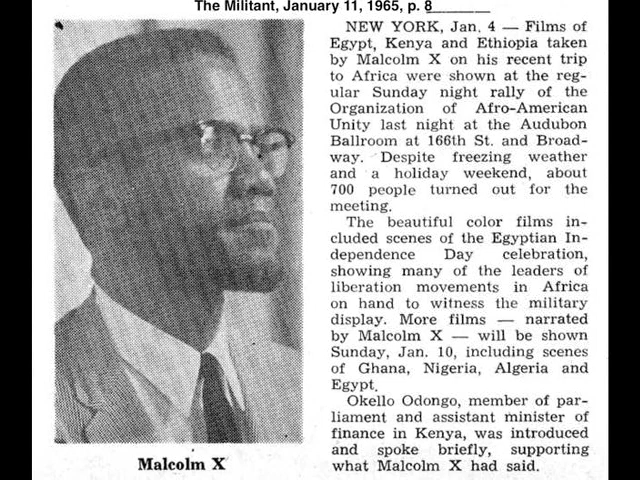 The Militant, January 11, 1965, p. 8
NEW YORK, Jan. 4 — Films of
Egypt, Kenya and Ethiopia taken
by Malcolm X on his recent trip
to Africa were shown at the reg-
ular Sunday night rally of the
Organization of Afro-American
Unity last night at the Audubon
Ballroom at 166th St. and Broad-
way. Despite freezing weather
and a holiday weekend, about
700 people turned out for the
meeting.
The beautiful color films in-
cluded scenes of the Egyptian In-
dependence Day celebration,
showing many of the leaders of
liberation movements in Africa
on hand to witness the military
display. More films — narrated
by Malcolm X — will be shown
Sunday, Jan. 10, including scenes
of Ghana, Nigeria, Algeria and
Egypt.
Okello Odongo, member of par-
liament and assistant minister of
finance in Kenya, was introduced
and spoke briefly, supporting
what Malcolm X had said.
Malcolm X